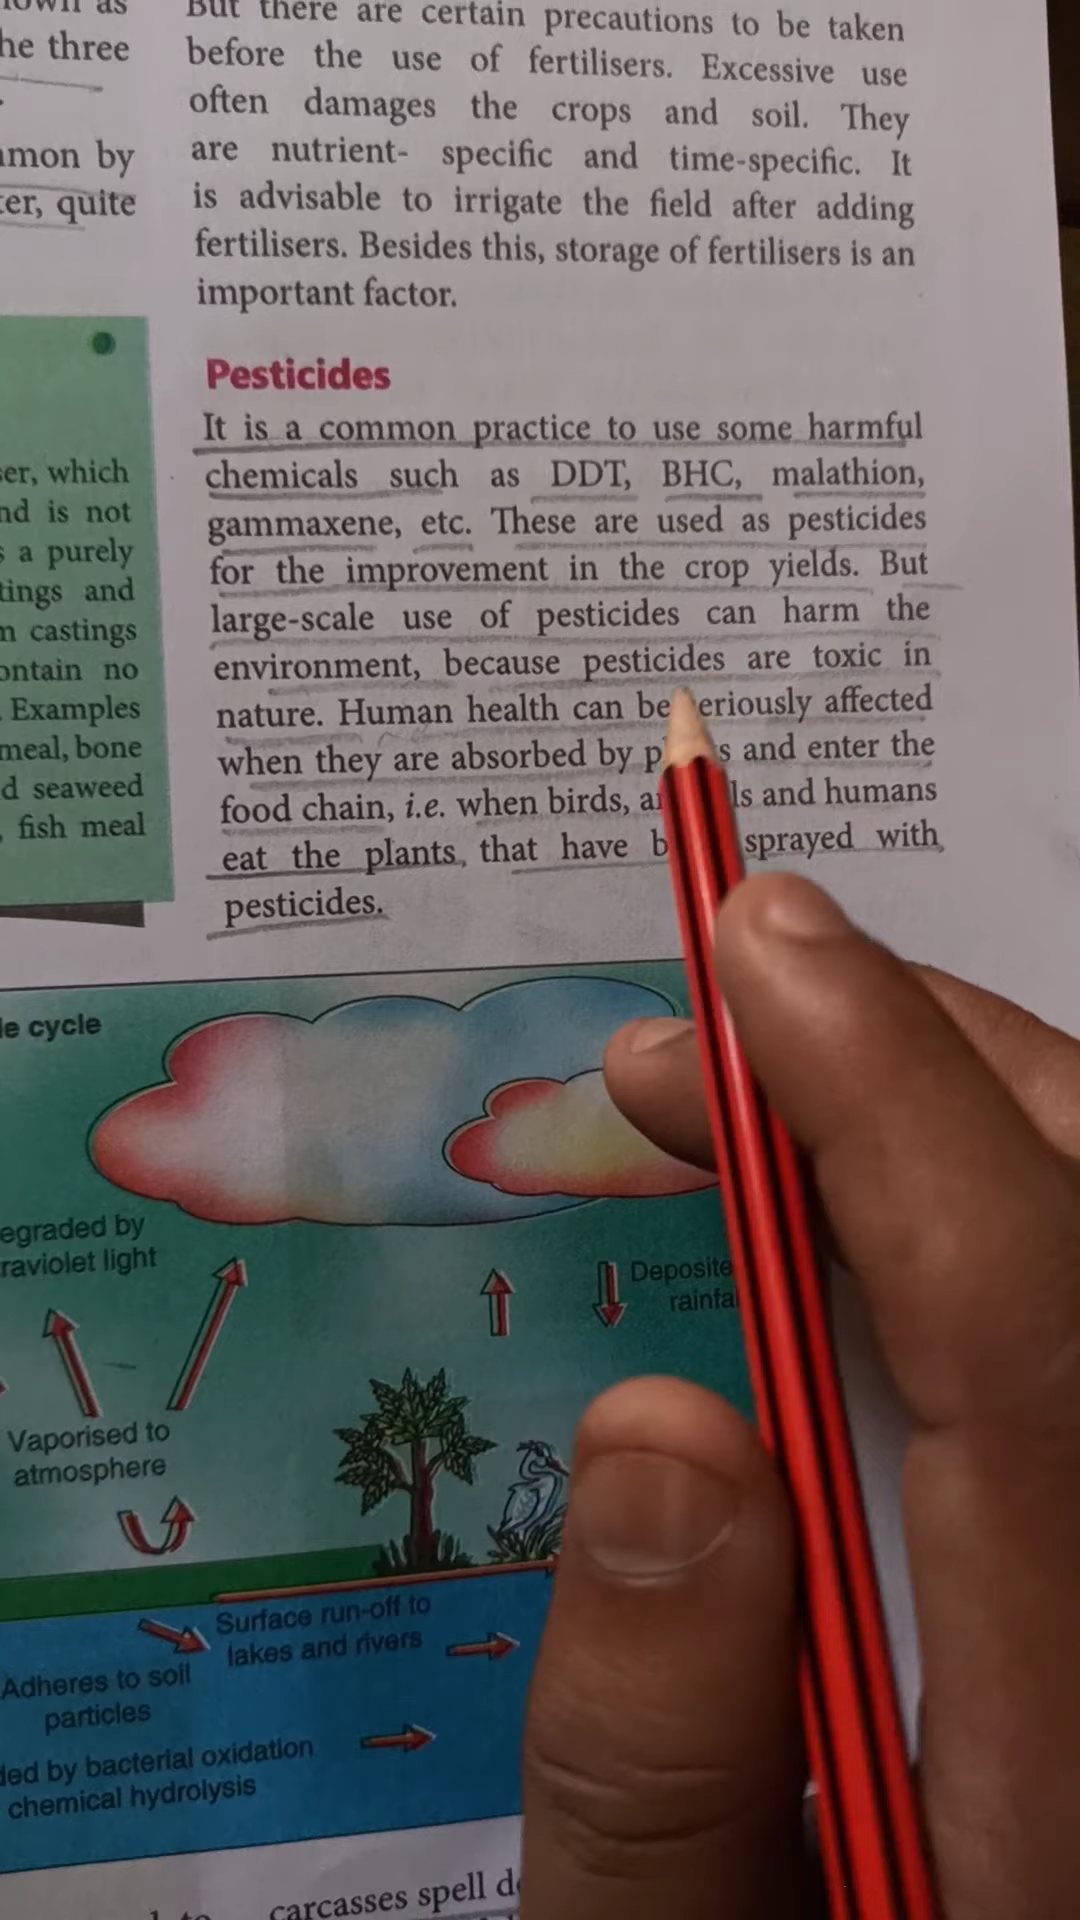 own as
he three
mon by
er, quite
er, which
nd is not
a purely
tings and
castings
ontain no
. Examples
meal, bone
d seaweed
, fish meal
But there are certain precautions to be taken
before the use of fertilisers. Excessive use
often damages the crops and soil. They
are nutrient- specific and time-specific. It
is advisable to irrigate the field after adding
fertilisers. Besides this, storage of fertilisers is an
important factor.
Pesticides
It is a common practice to use some harmful
chemicals such as DDT, BHC, malathion,
gammaxene, etc. These are used as pesticides
for the improvement in the crop yields. But
large-scale use of pesticides can harm the
environment, because pesticides are toxic in
nature. Human health can be eriously affected
when they are absorbed by p s and enter the
food chain, i.e. when birds, a ls and humans
eat the plants, that have b sprayed with
pesticides.
le cycle
egraded by
raviolet light
Deposite
rainfa
Vaporised to
atmosphere
Surface run-off to
lakes and rivers
Adheres to soil
particles
ded by bacterial oxidation
chemical hydrolysis
carcasses spell d